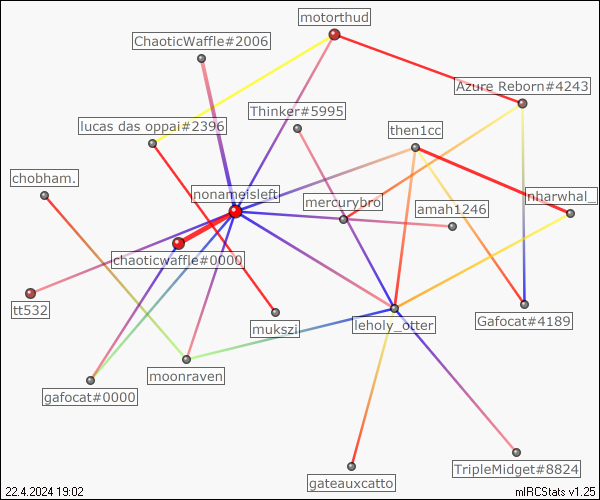 motorthud
ChaoticWaffle#2006
Azure Reborn#4243
Thinker#5995
lucas das oppai#2396
then1cc
chobham.
nonameisleft
mercurybro
nharwhal_
amah1246
chaoticwaffle#0000
tt532
mukszi
leholy_otter
Gafocat#4189
moonraven
gafocat#0000
gateauxcatto
TripleMidget#8824
22.4.2024 19:02
mIRCStats v1.25